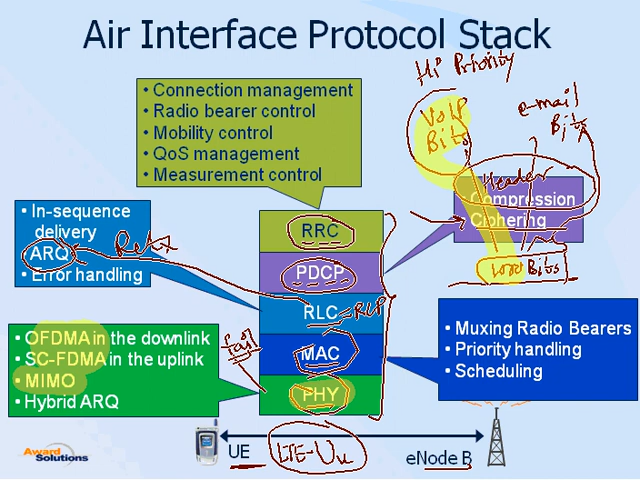 Air Interface Protocol Stack
Hi Priority
• Connection management
• Radio bearer control
• Mobility control
• QoS management
• Measurement control
VoIP
Bits
e-mail
Bits
Header
Compression
Ciphering
1001 Bits
• In-sequence
delivery
• ARQ
• Error handling
ReTx
RRC
PDCP
RLC RLP
MAC
PHY
fast
• OFDMA in the downlink
• SC-FDMA in the uplink
• MIMO
• Hybrid ARQ
• Muxing Radio Bearers
• Priority handling
• Scheduling
UE
LTE-Uu
eNode B
Award
Solutions